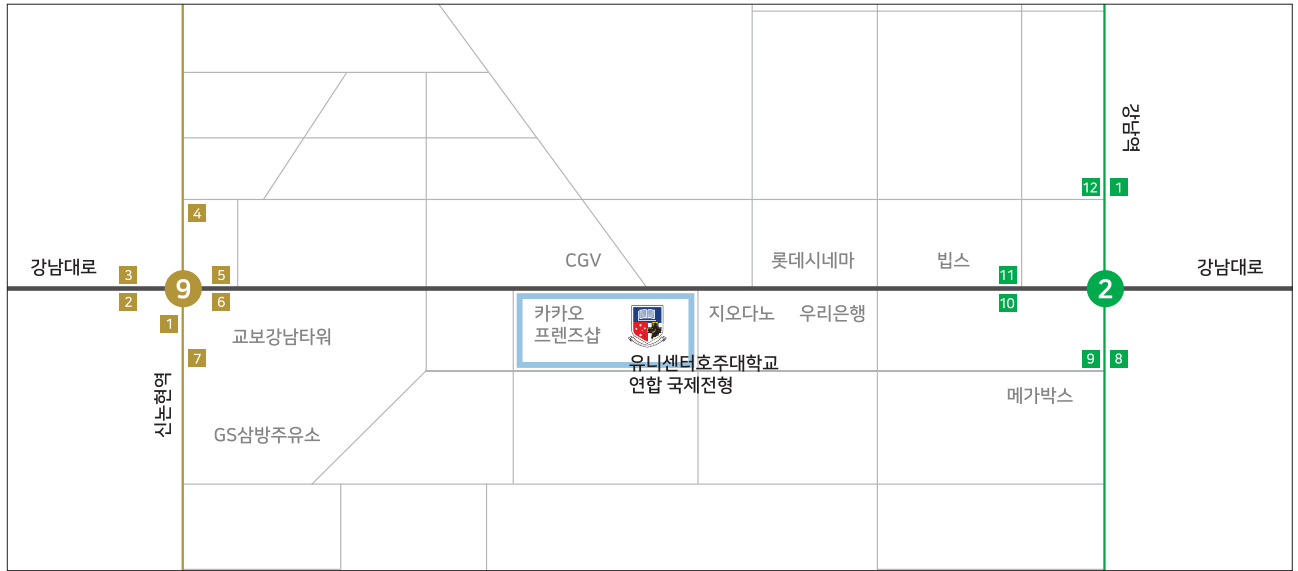 강남역
12
1
4
CGV
롯데시네마
빕스
강남대로
3
5
11
강남대로
9
2
2
6
10
1
카카오
프렌즈샵
지오다노
우리은행
교보강남타워
7
유니센터호주대학교
연합 국제전형
9
8
신논현역
메가박스
GS삼방주유소